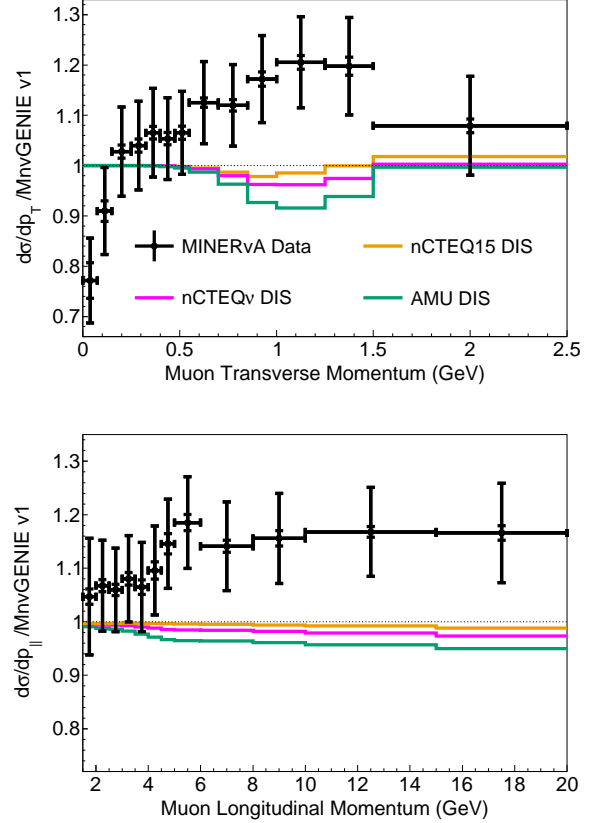 dσ/dp_T /MnvGENIE v1
1.3
1.2
1.1
1
0.9
0.8
0.7
MINERvA Data
nCTEQ15 DIS
nCTEQν DIS
AMU DIS
0 0.5 1 1.5 2 2.5
Muon Transverse Momentum (GeV)
dσ/dp_|| /MnvGENIE v1
1.3
1.2
1.1
1
0.9
0.8
2 4 6 8 10 12 14 16 18 20
Muon Longitudinal Momentum (GeV)